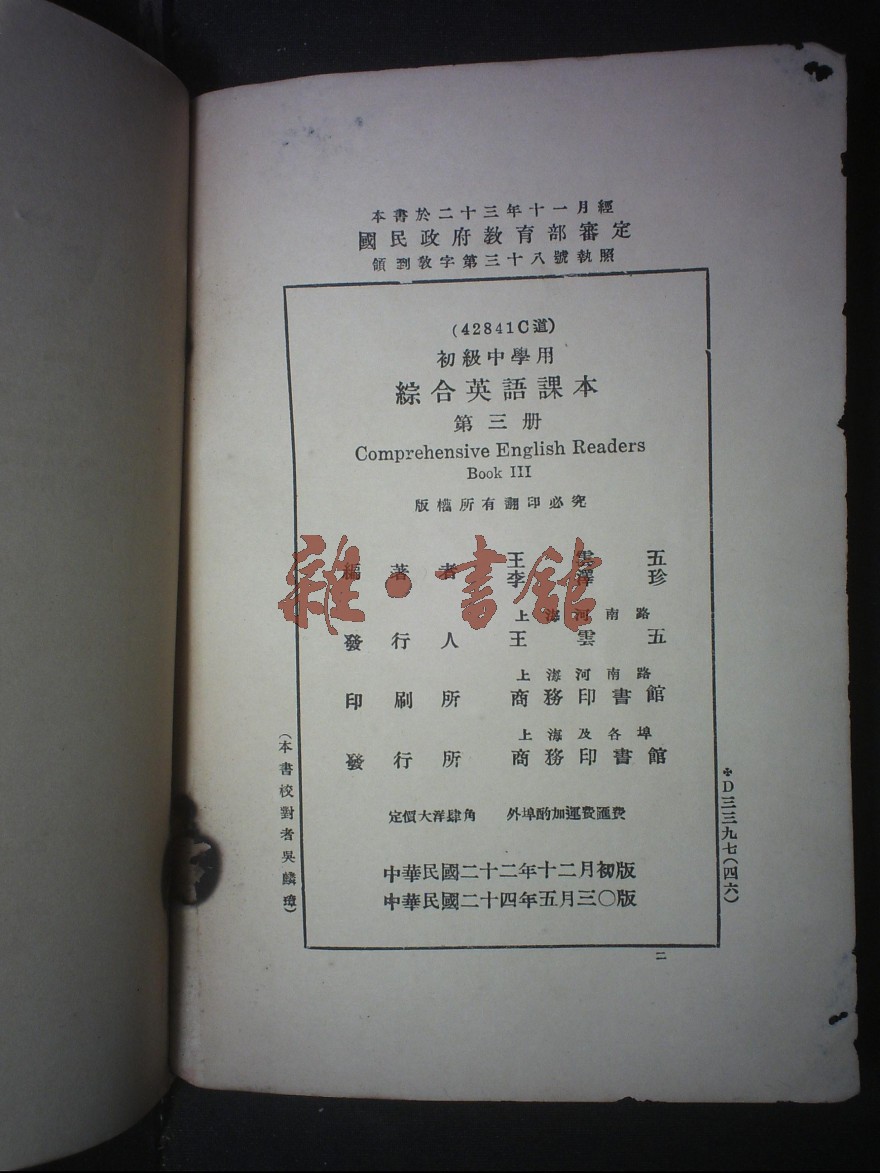 本書於二十三年十一月經
國民政府教育部審定
領到教字第三十八號執照
(42841C道)
初級中學用
綜合英語課本
第三册
Comprehensive English Readers
Book III
版權所有翻印必究
編著者 王雲五
李澤珍
上海河南路
發行人 王雲五
上海河南路
印刷所 商務印書館
上海及各埠
發行所 商務印書館
定價大洋肆角 外埠酌加運費匯費
中華民國二十二年十二月初版
中華民國二十四年五月三〇版
(本書校對者吳麟璋)
✠D三三九七(四六)
二
雜·書館